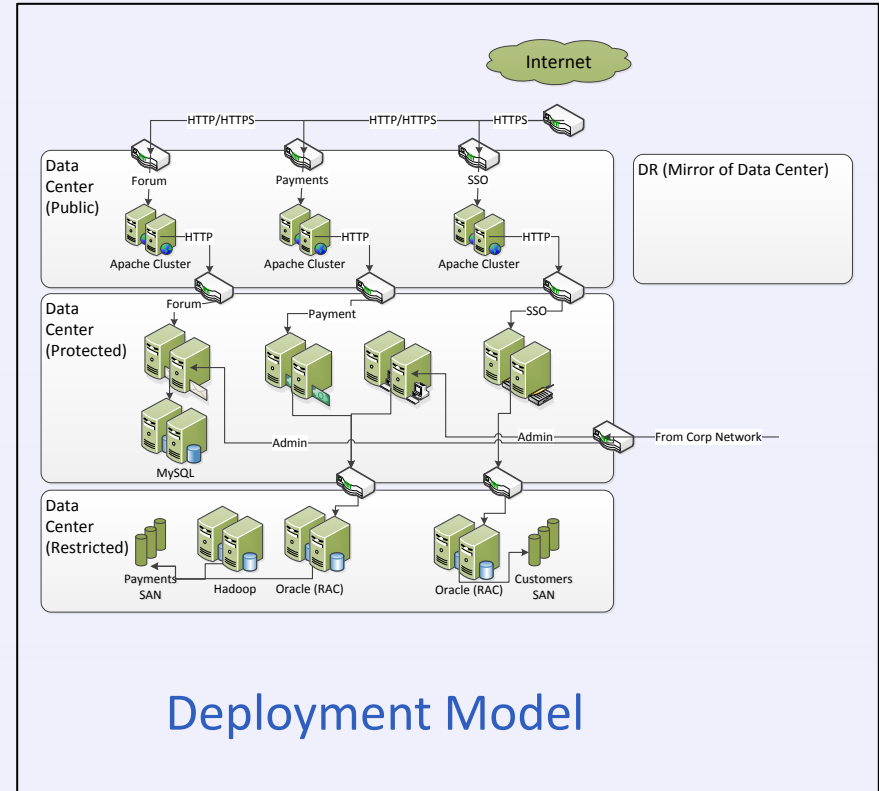 Internet
HTTP/HTTPS
HTTP/HTTPS
HTTPS
Data
Center
(Public)
Forum
Payments
SSO
DR (Mirror of Data Center)
HTTP
HTTP
HTTP
Apache Cluster
Apache Cluster
Apache Cluster
Data
Center
(Protected)
Forum
Payment
SSO
Admin
Admin
From Corp Network
MySQL
Data
Center
(Restricted)
Payments
SAN
Hadoop
Oracle (RAC)
Oracle (RAC)
Customers
SAN
Deployment Model